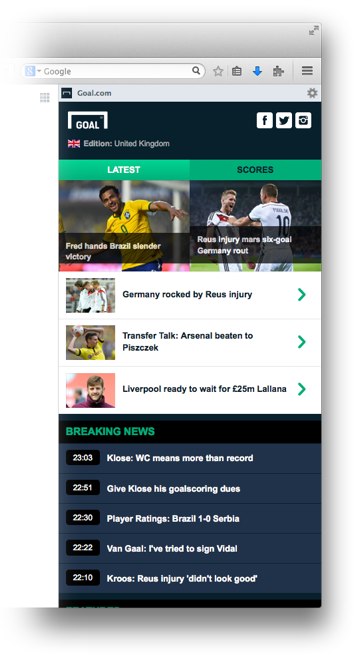 Google
Goal.com
GOAL
Edition: United Kingdom
LATEST
SCORES
Fred hands Brazil slender
victory
Reus injury mars six-goal
Germany rout
Germany rocked by Reus injury
Transfer Talk: Arsenal beaten to
Piszczek
Liverpool ready to wait for £25m Lallana
BREAKING NEWS
23:03 Klose: WC means more than record
22:51 Give Klose his goalscoring dues
22:30 Player Ratings: Brazil 1-0 Serbia
22:22 Van Gaal: I've tried to sign Vidal
22:10 Kroos: Reus injury 'didn't look good'